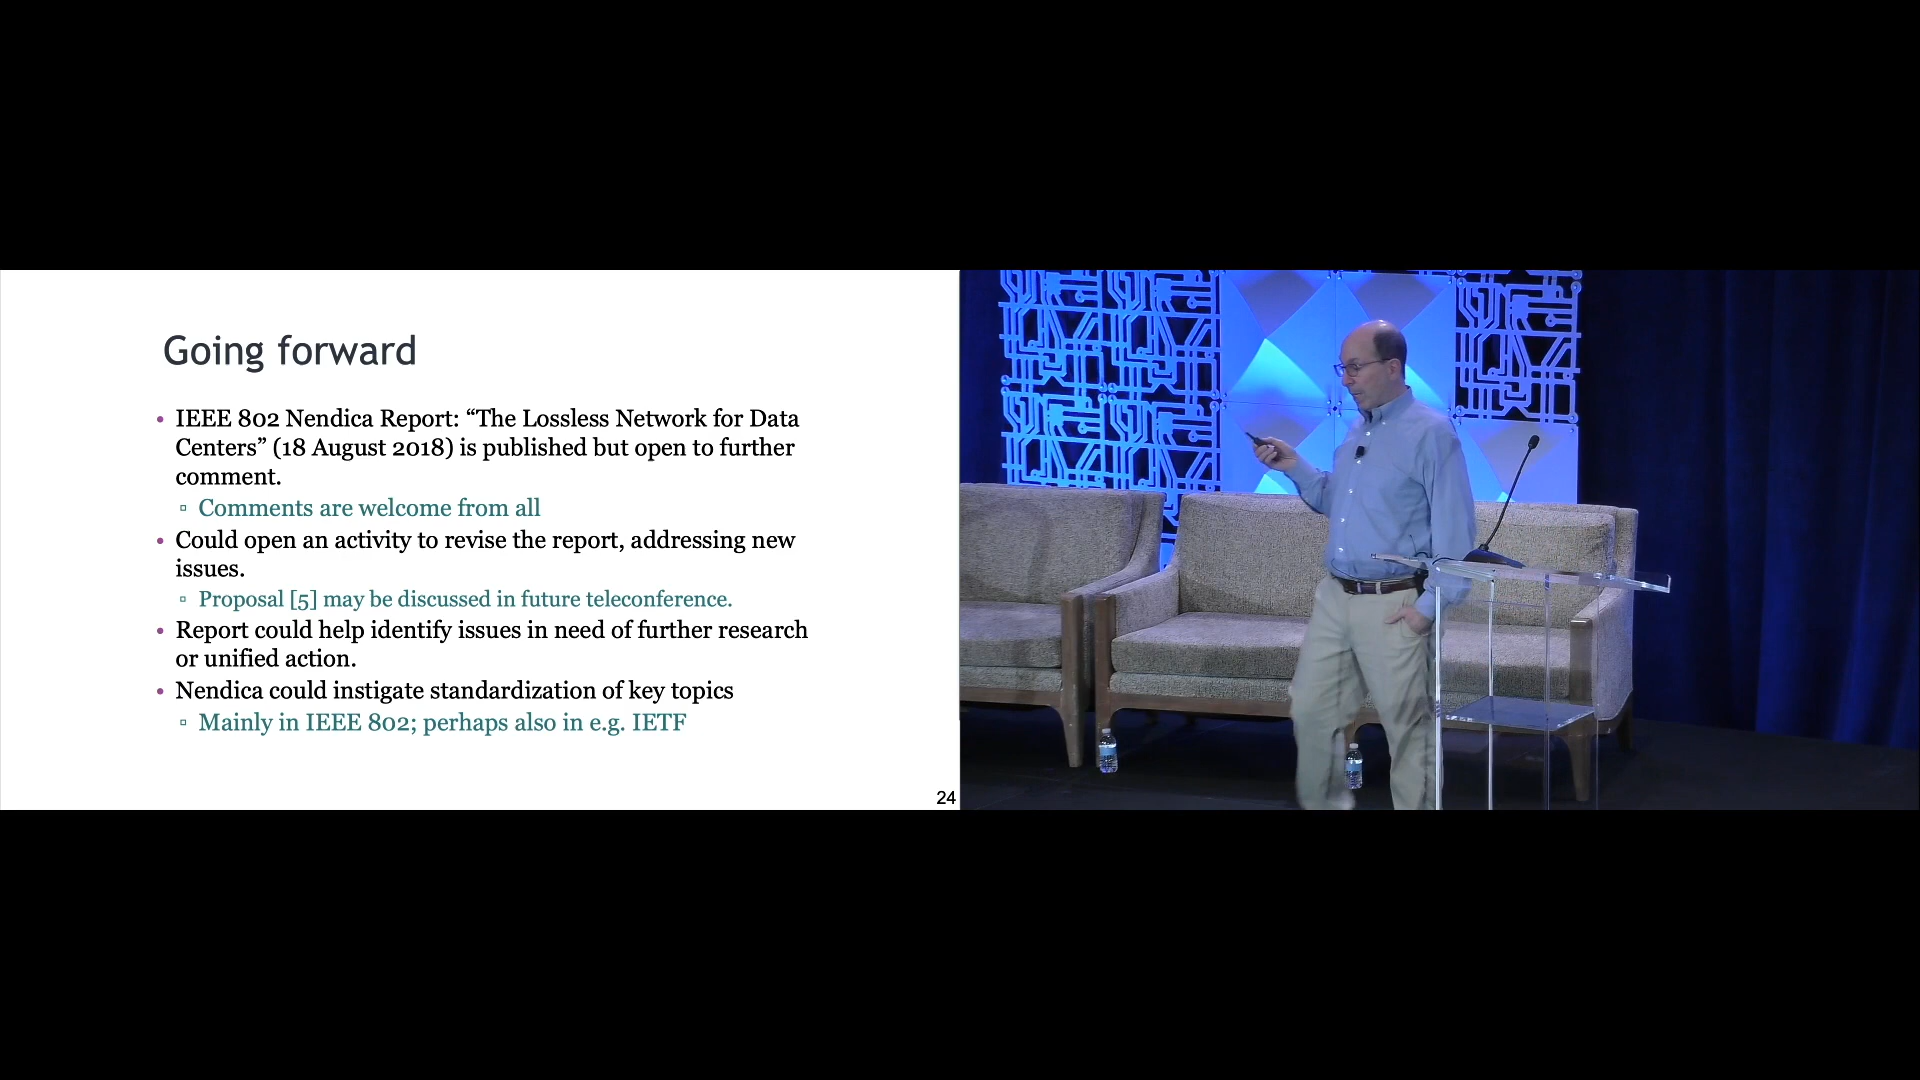 Going forward
• IEEE 802 Nendica Report: “The Lossless Network for Data
Centers” (18 August 2018) is published but open to further
comment.
▫ Comments are welcome from all
• Could open an activity to revise the report, addressing new
issues.
▫ Proposal [5] may be discussed in future teleconference.
• Report could help identify issues in need of further research
or unified action.
• Nendica could instigate standardization of key topics
▫ Mainly in IEEE 802; perhaps also in e.g. IETF
24